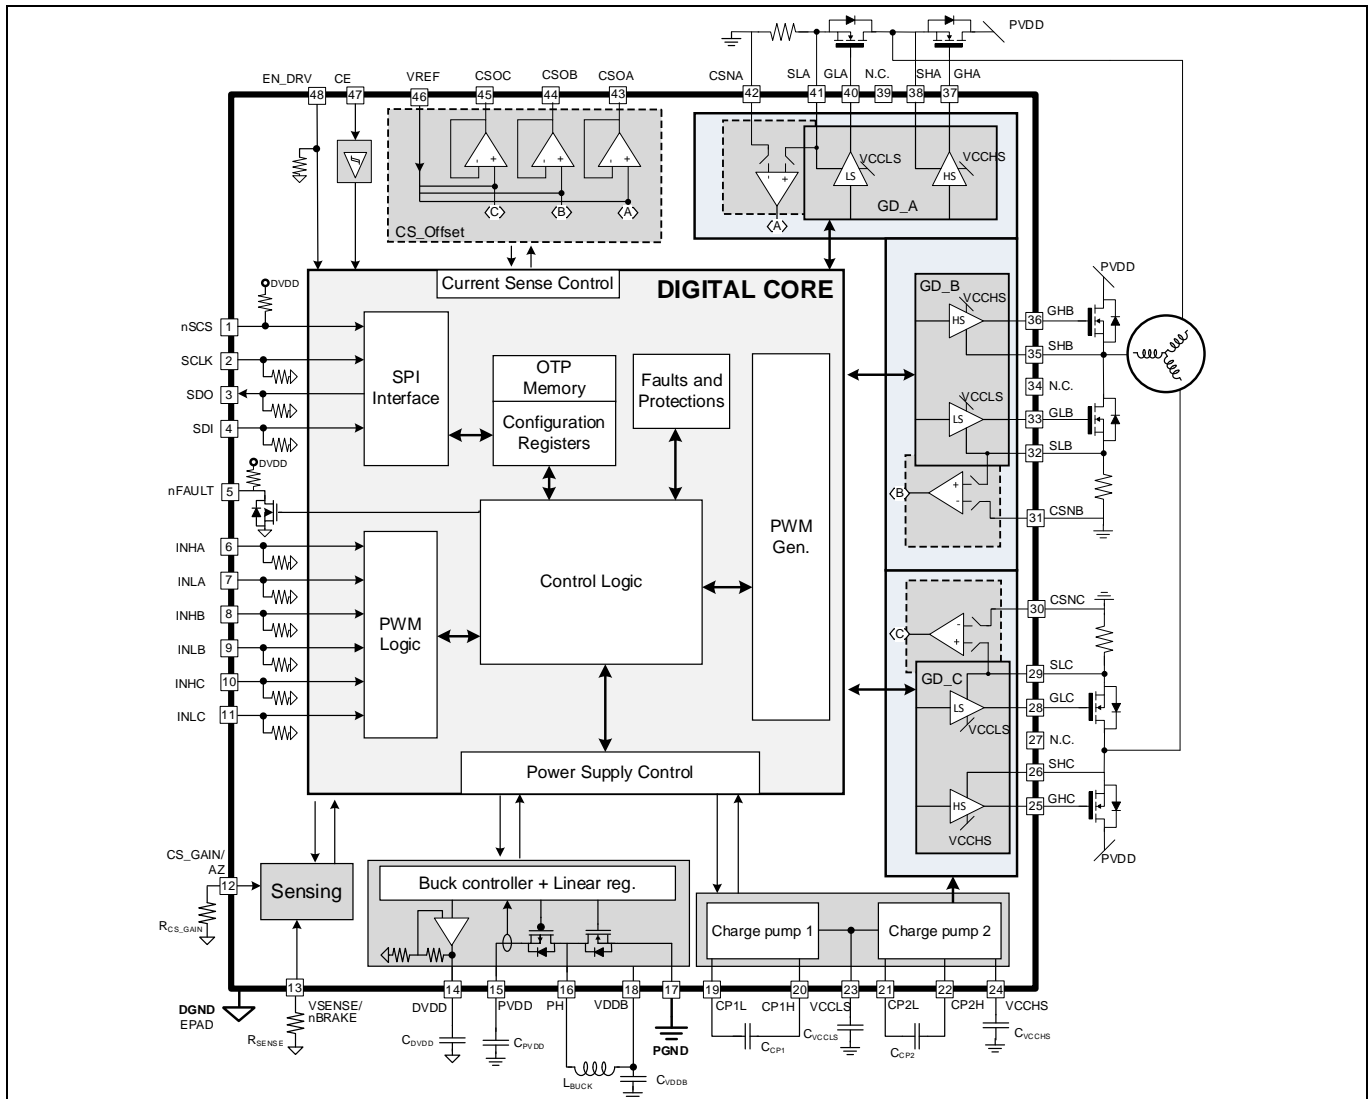 PVDD
EN_DRV
CE
VREF
CSOC
CSOB
CSOA
CSNA
SLA
GLA
N.C.
SHA
GHA
48
47
46
45
44
43
42
41
40
39
38
37
-
+
-
+
-
+
-
+
VCCLS
VCCHS
LS
HS
GD_A
⟨C⟩
⟨B⟩
⟨A⟩
⟨A⟩
CS_Offset
Current Sense Control
DIGITAL CORE
DVDD
nSCS
1
SCLK
2
SDO
3
SDI
4
DVDD
nFAULT
5
INHA
6
INLA
7
INHB
8
INLB
9
INHC
10
INLC
11
SPI
Interface
OTP
Memory
Configuration
Registers
Faults and
Protections
PWM
Gen.
Control Logic
PWM
Logic
Power Supply Control
GD_B
VCCHS
HS
VCCLS
LS
⟨B⟩
+
-
36
GHB
35
SHB
34
N.C.
33
GLB
32
SLB
31
CSNB
PVDD
⟨C⟩
-
+
GD_C
LS
VCCLS
HS
VCCHS
30
CSNC
29
SLC
28
GLC
27
N.C.
26
SHC
25
GHC
PVDD
CS_GAIN/
AZ
12
RCS_GAIN
Sensing
Buck controller + Linear reg.
Charge pump 1
Charge pump 2
DGND
EPAD
13
VSENSE/
nBRAKE
RSENSE
14
DVDD
CDVDD
15
PVDD
CPVDD
16
PH
LBUCK
18
VDDB
CVDDB
17
PGND
19
CP1L
20
CP1H
CCP1
23
VCCLS
CVCCLS
21
CP2L
22
CP2H
CCP2
24
VCCHS
CVCCHS